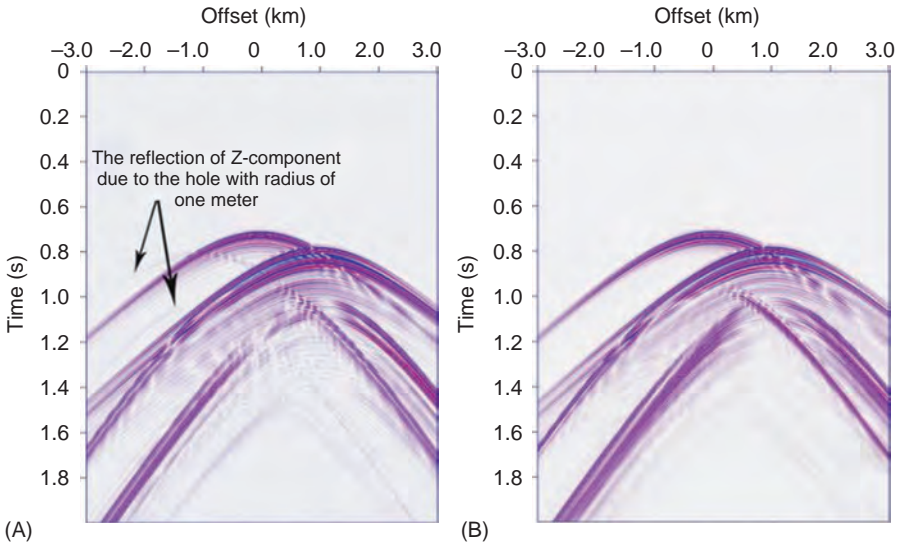 Offset (km)
–3.0 –2.0 –1.0 0 1.0 2.0 3.0
0
0.2
0.4
0.6
0.8
1.0
1.2
1.4
1.6
1.8
Time (s)
The reflection of Z-component
due to the hole with radius of
one meter
(A)
Offset (km)
–3.0 –2.0 –1.0 0 1.0 2.0 3.0
0
0.2
0.4
0.6
0.8
1.0
1.2
1.4
1.6
1.8
Time (s)
(B)